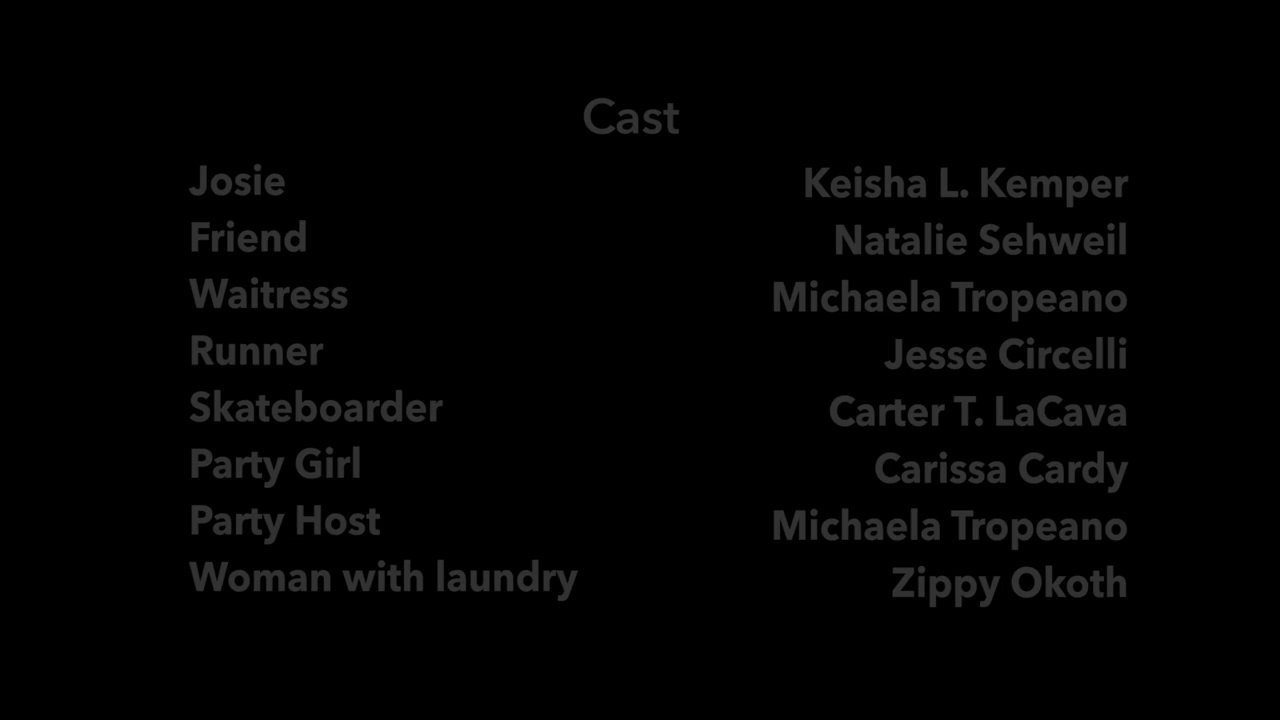 Cast
Josie Keisha L. Kemper
Friend Natalie Sehweil
Waitress Michaela Tropeano
Runner Jesse Circelli
Skateboarder Carter T. LaCava
Party Girl Carissa Cardy
Party Host Michaela Tropeano
Woman with laundry Zippy Okoth